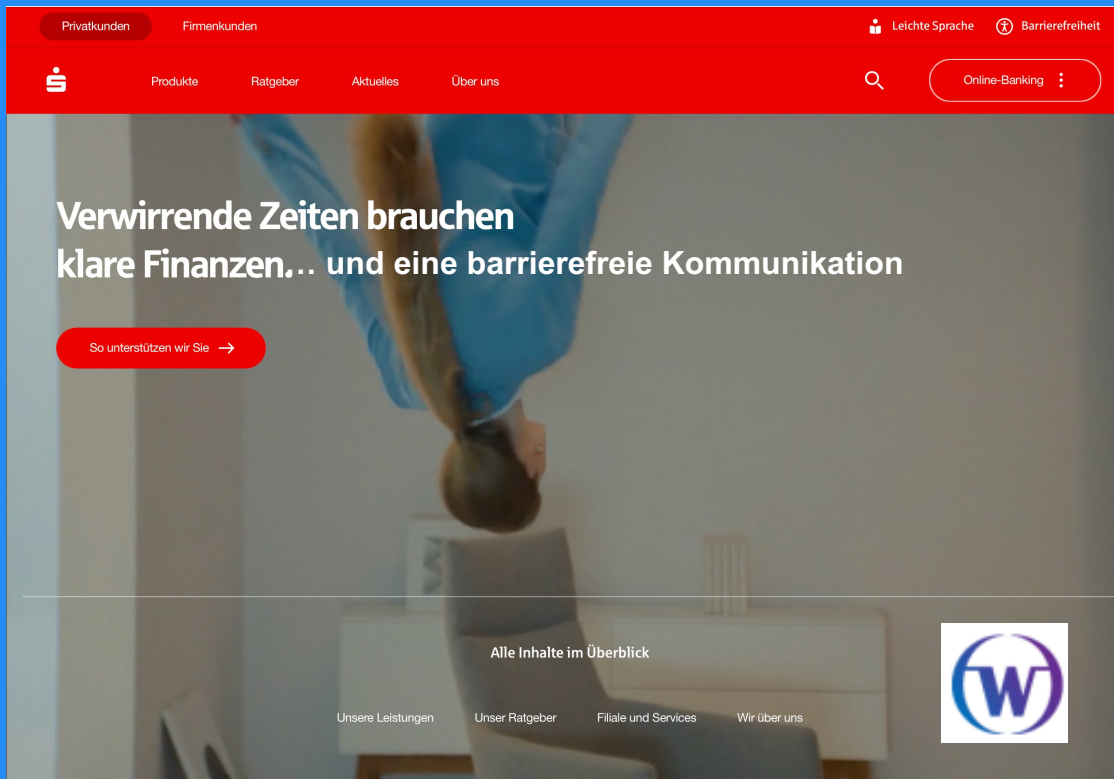 Privatkunden Firmenkunden Leichte Sprache Barrierefreiheit
Produkte Ratgeber Aktuelles Über uns Online-Banking
Verwirrende Zeiten brauchen
klare Finanzen... und eine barrierefreie Kommunikation
So unterstützen wir Sie →
Alle Inhalte im Überblick
Unsere Leistungen Unser Ratgeber Filiale und Services Wir über uns
W